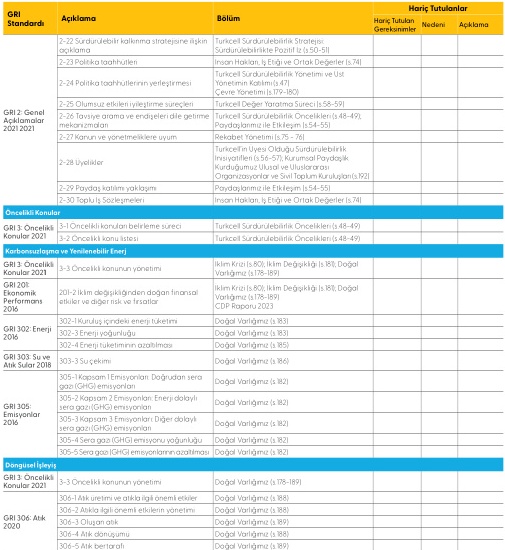 GRI
Standardı
Açıklama
Bölüm
Hariç Tutulanlar
Hariç Tutulan
Gereksinimler
Nedeni
Açıklama
GRI 2: Genel
Açıklamalar
2021 2021
2-22 Sürdürülebilir kalkınma stratejisine ilişkin
açıklama
Turkcell Sürdürülebilirlik Stratejisi:
Sürdürülebilirlikte Pozitif İz (s.50-51)
2-23 Politika taahhütleri
İnsan Hakları, İş Etiği ve Ortak Değerler (s.74)
2-24 Politika taahhütlerinin yerleştirmesi
Turkcell Sürdürülebilirlik Yönetimi ve Üst
Yönetimin Katılımı (s.47)
Çevre Yönetimi (s.179-180)
2-25 Olumsuz etkileri iyileştirme süreçleri
Turkcell Değer Yaratma Süreci (s.58-59)
2-26 Tavsiye arama ve endişeleri dile getirme
mekanizmaları
Turkcell Sürdürülebilirlik Öncelikleri (s.48-49);
Paydaşlarımız ile Etkileşim (s.54-55)
2-27 Kanun ve yönetmeliklere uyum
Rekabet Yönetimi (s.75 - 76)
2-28 Üyelikler
Turkcell'in Üyesi Olduğu Sürdürülebilirlik
İnisiyatifleri (s.56-57); Kurumsal Paydaşlık
Kurduğumuz Ulusal ve Uluslararası
Organizasyonlar ve Sivil Toplum Kuruluşları (s.192)
2-29 Paydaş katılımı yaklaşımı
Paydaşlarımız ile Etkileşim (s.54-55)
2-30 Toplu İş Sözleşmeleri
İnsan Hakları, İş Etiği ve Ortak Değerler (s.74)
Öncelikli Konular
GRI 3: Öncelikli
Konular 2021
3-1 Öncelikli konuları belirleme süreci
Turkcell Sürdürülebilirlik Öncelikleri (s.48-49)
3-2 Öncelikli konu listesi
Turkcell Sürdürülebilirlik Öncelikleri (s.48-49)
Karbonsuzlaşma ve Yenilenebilir Enerj
GRI 3: Öncelikli
Konular 2021
3-3 Öncelikli konunun yönetimi
İklim Krizi (s.80), İklim Değişikliği (s.181); Doğal
Varlığımız (s.178-189)
GRI 201:
Ekonomik
Performans
2016
201-2 İklim değişikliğinden doğan finansal
etkiler ve diğer risk ve fırsatlar
İklim Krizi (s.80), İklim Değişikliği (s.181); Doğal
Varlığımız (s.178-189)
CDP Raporu 2023
GRI 302: Enerji
2016
302-1 Kuruluş içindeki enerji tüketimi
Doğal Varlığımız (s.183)
302-3 Enerji yoğunluğu
Doğal Varlığımız (s.183)
302-4 Enerji tüketiminin azaltılması
Doğal Varlığımız (s.185)
GRI 303: Su ve
Atık Sular 2018
303-3 Su çekimi
Doğal Varlığımız (s.186)
GRI 305:
Emisyonlar
2016
305-1 Kapsam 1 Emisyonları: Doğrudan sera
gazı (GHG) emisyonları
Doğal Varlığımız (s.182)
305-2 Kapsam 2 Emisyonları: Enerji dolaylı
sera gazı (GHG) emisyonları
Doğal Varlığımız (s.182)
305-3 Kapsam 3 Emisyonları: Diğer dolaylı
sera gazı (GHG) emisyonları
Doğal Varlığımız (s.182)
305-4 Sera gazı (GHG) emisyonu yoğunluğu
Doğal Varlığımız (s.182)
305-5 Sera gazı (GHG) emisyonlarının azaltılması
Doğal Varlığımız (s.182)
Döngüsel İşleyiş
GRI 3: Öncelikli
Konular 2021
3-3 Öncelikli konunun yönetimi
Doğal Varlığımız (s.178-189)
GRI 306: Atık
2020
306-1 Atık üretimi ve atıkla ilgili önemli etkiler
Doğal Varlığımız (s.188)
306-2 Atıkla ilgili önemli etkilerin yönetimi
Doğal Varlığımız (s.188)
306-3 Oluşan atık
Doğal Varlığımız (s.189)
306-4 Atık dönüşümü
Doğal Varlığımız (s.188)
306-5 Atık bertarafı
Doğal Varlığımız (s.189)